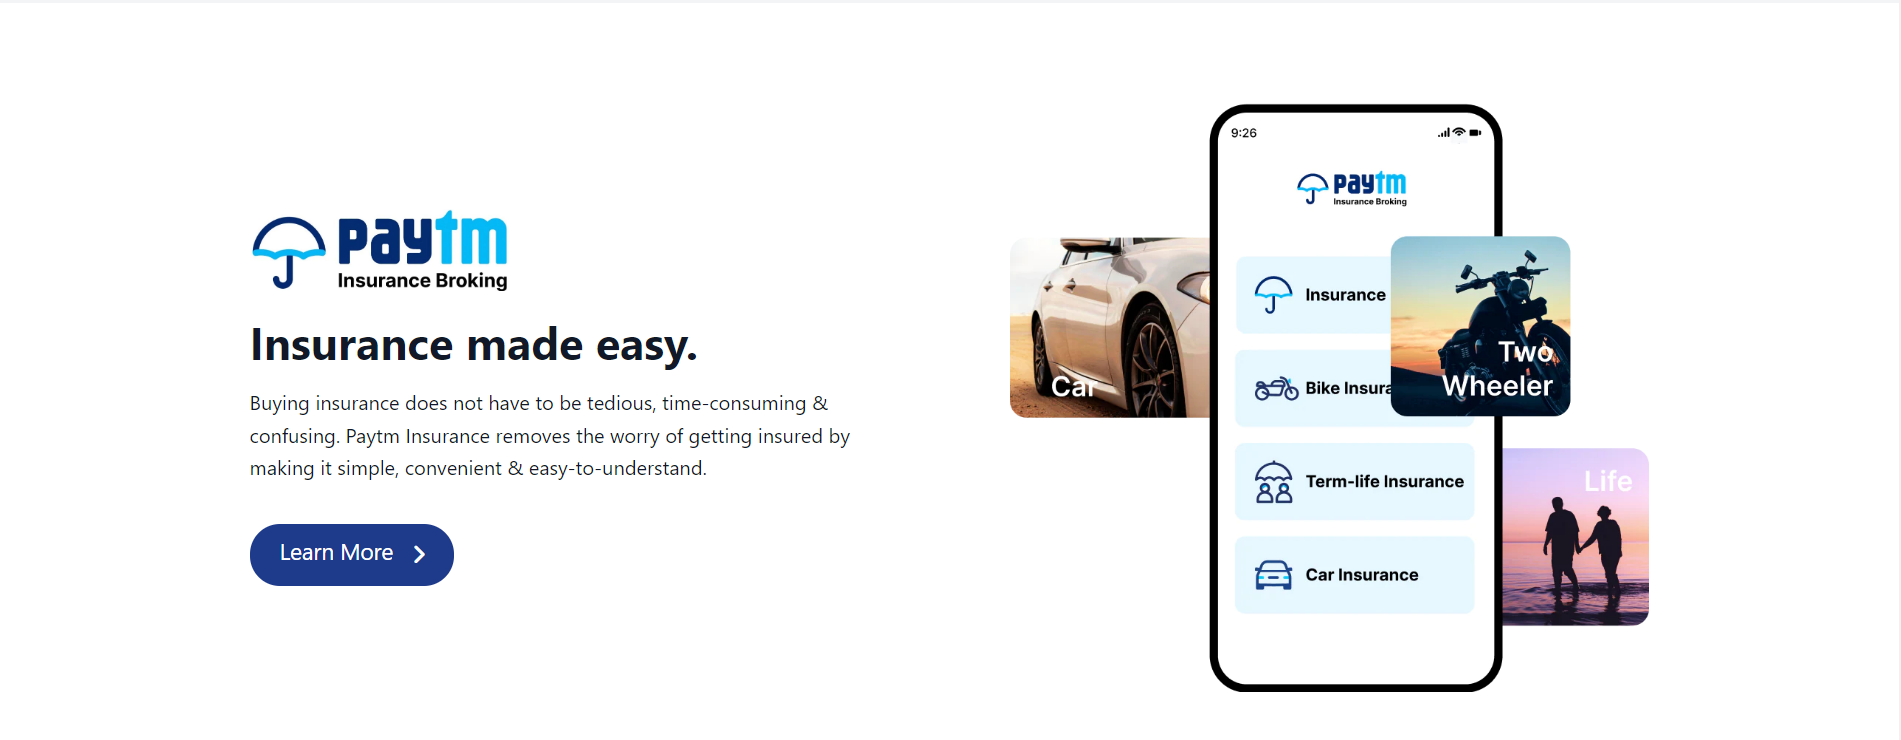 paytm
Insurance Broking
Insurance made easy.
Buying insurance does not have to be tedious, time-consuming &
confusing. Paytm Insurance removes the worry of getting insured by
making it simple, convenient & easy-to-understand.
Learn More
9:26
paytm
Insurance Broking
Insurance
Bike Insura
Term-life Insurance
Car Insurance
Car
Two
Wheeler
Life